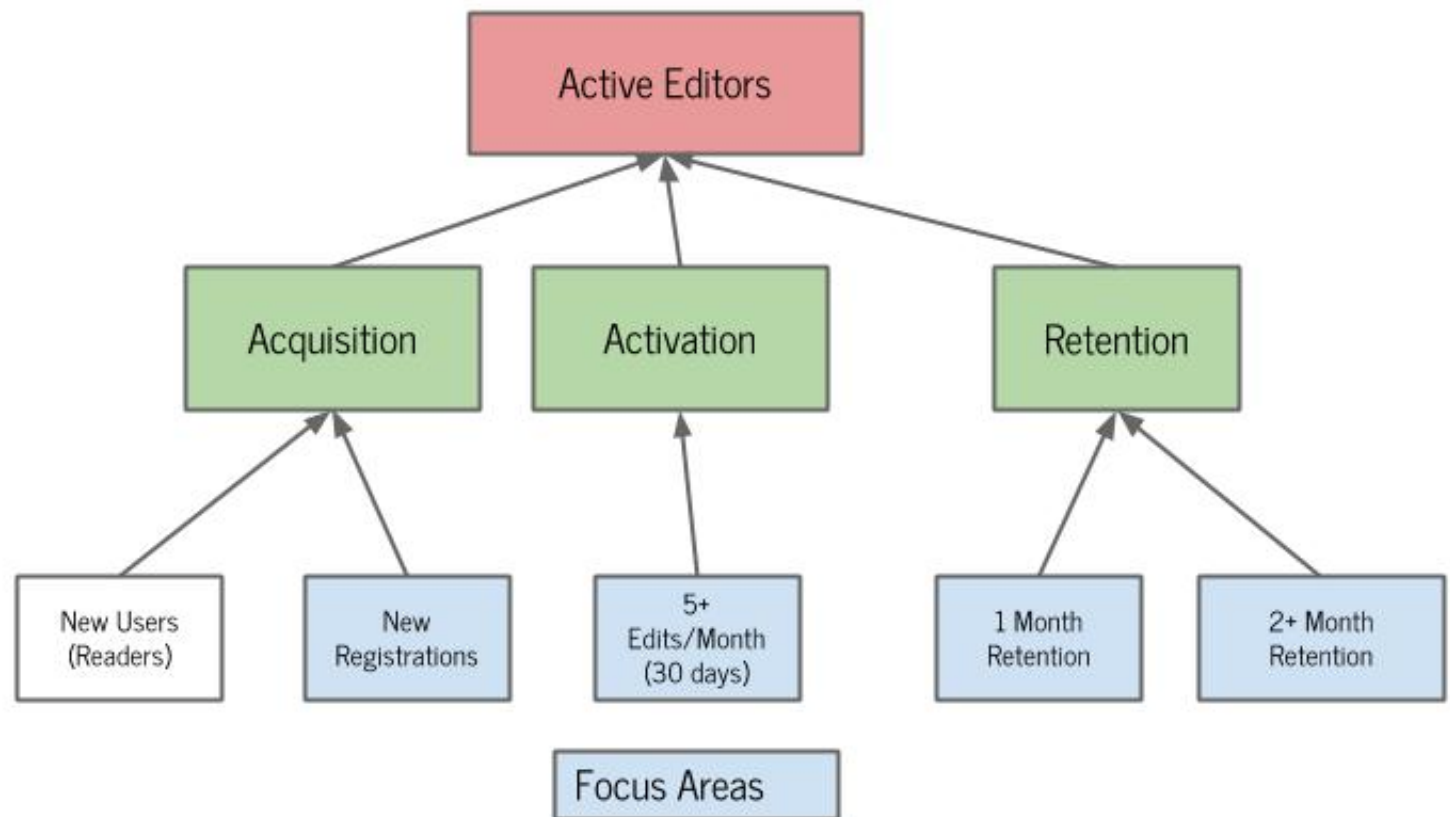 Active Editors
Acquisition
Activation
Retention
New Users
(Readers)
New
Registrations
5+
Edits/Month
(30 days)
1 Month
Retention
2+ Month
Retention
Focus Areas